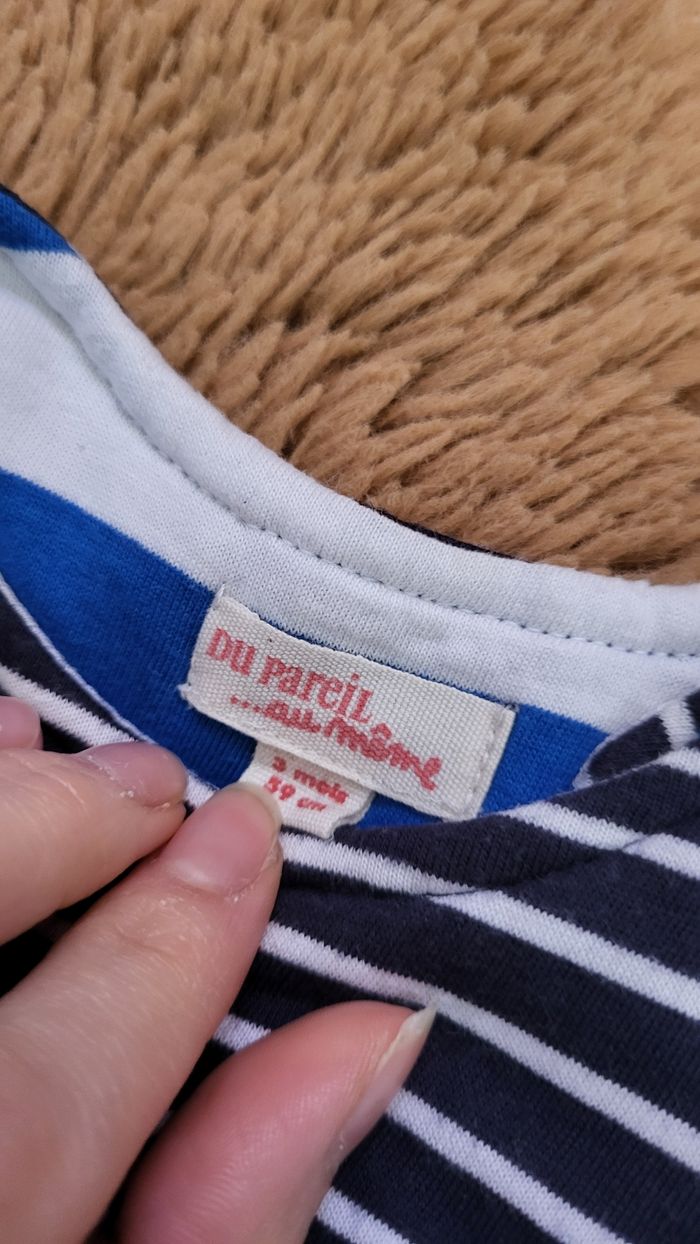 DU PAREIL
...au même
3 mois
59 cm